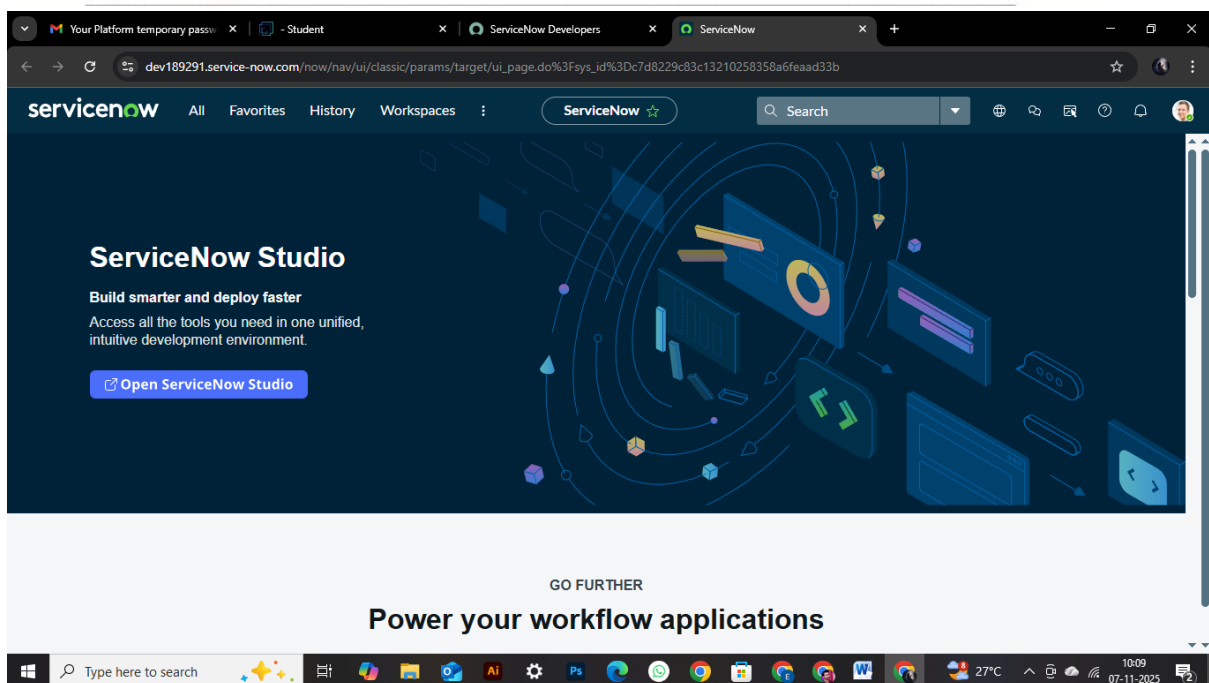 Your Platform temporary passw
- Student
ServiceNow Developers
ServiceNow
dev189291.service-now.com/now/nav/ui/classic/params/target/ui_page.do%3Fsys_id%3Dc7d8229c83c13210258358a6feaad33b
servicenow All Favorites History Workspaces ServiceNow Search
ServiceNow Studio
Build smarter and deploy faster
Access all the tools you need in one unified,
intuitive development environment.
Open ServiceNow Studio
GO FURTHER
Power your workflow applications
Type here to search
Ai
Ps
27°C
10:09
07-11-2025
2